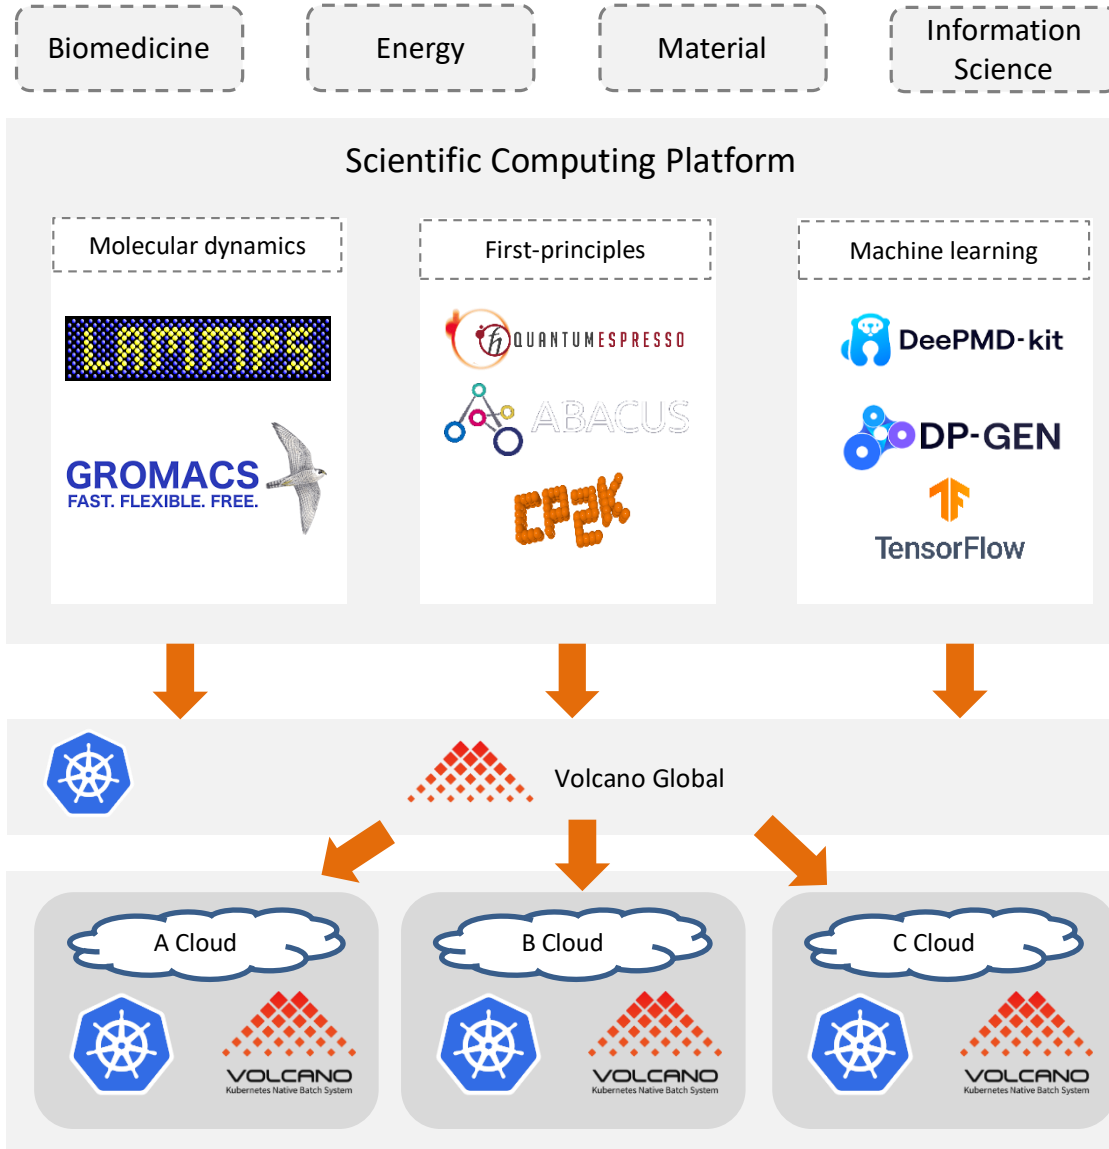 Biomedicine
Energy
Material
Information
Science
Scientific Computing Platform
Molecular dynamics
First-principles
Machine learning
LAMMPS
GROMACS
FAST. FLEXIBLE. FREE.
QUANTUMESPRESSO
ABACUS
CP2K
DeePMD-kit
DP-GEN
TensorFlow
Volcano Global
A Cloud
B Cloud
C Cloud
VOLCANO
Kubernetes Native Batch System
VOLCANO
Kubernetes Native Batch System
VOLCANO
Kubernetes Native Batch System